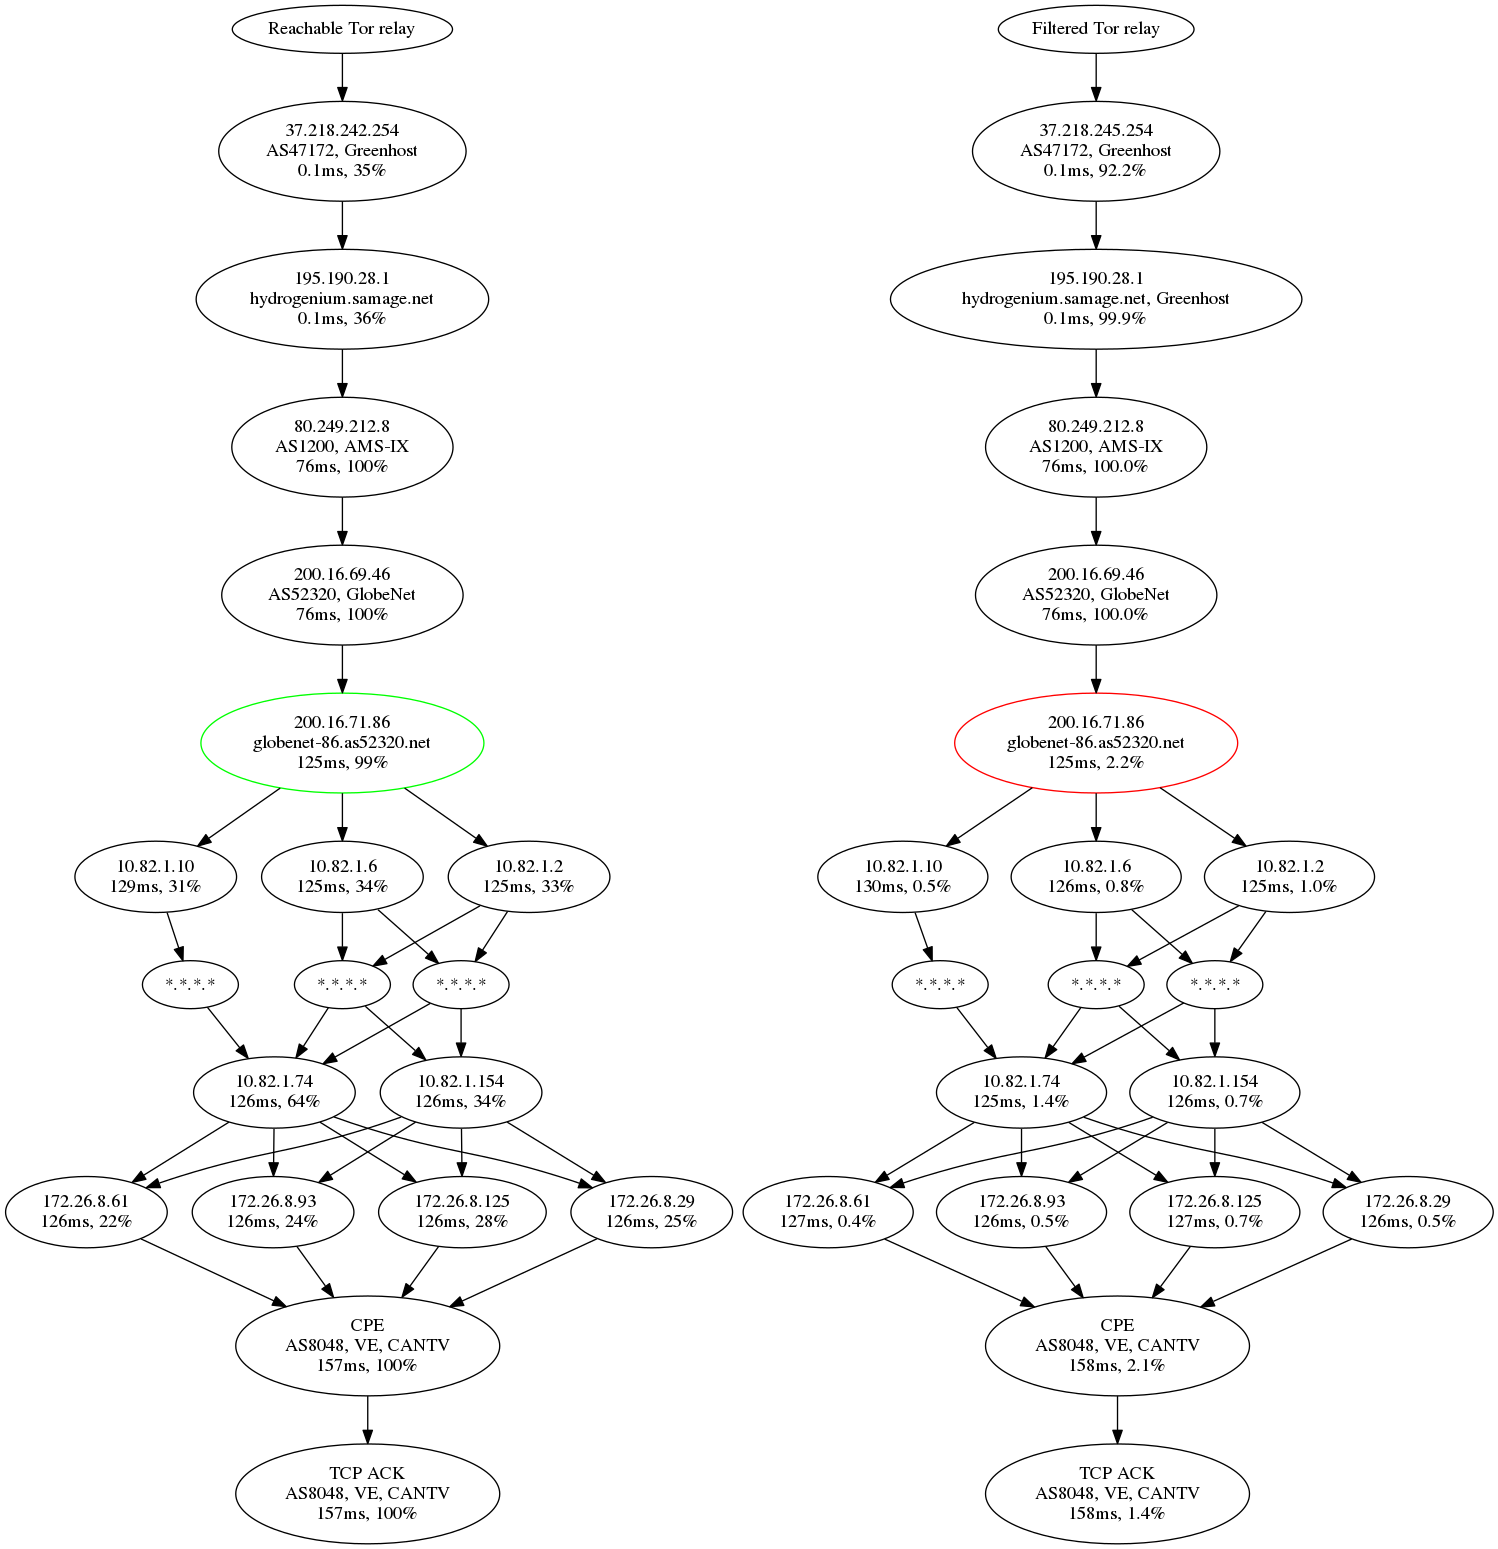 Reachable Tor relay
37.218.242.254
AS47172, Greenhost
0.1ms, 35%
195.190.28.1
hydrogenium.samage.net
0.1ms, 36%
80.249.212.8
AS1200, AMS-IX
76ms, 100%
200.16.69.46
AS52320, GlobeNet
76ms, 100%
200.16.71.86
globenet-86.as52320.net
125ms, 99%
10.82.1.10
129ms, 31%
10.82.1.6
125ms, 34%
10.82.1.2
125ms, 33%
*.*.*.*
*.*.*.*
*.*.*.*
10.82.1.74
126ms, 64%
10.82.1.154
126ms, 34%
172.26.8.61
126ms, 22%
172.26.8.93
126ms, 24%
172.26.8.125
126ms, 28%
172.26.8.29
126ms, 25%
CPE
AS8048, VE, CANTV
157ms, 100%
TCP ACK
AS8048, VE, CANTV
157ms, 100%
Filtered Tor relay
37.218.245.254
AS47172, Greenhost
0.1ms, 92.2%
195.190.28.1
hydrogenium.samage.net, Greenhost
0.1ms, 99.9%
80.249.212.8
AS1200, AMS-IX
76ms, 100.0%
200.16.69.46
AS52320, GlobeNet
76ms, 100.0%
200.16.71.86
globenet-86.as52320.net
125ms, 2.2%
10.82.1.10
130ms, 0.5%
10.82.1.6
126ms, 0.8%
10.82.1.2
125ms, 1.0%
*.*.*.*
*.*.*.*
*.*.*.*
10.82.1.74
125ms, 1.4%
10.82.1.154
126ms, 0.7%
172.26.8.61
127ms, 0.4%
172.26.8.93
126ms, 0.5%
172.26.8.125
127ms, 0.7%
172.26.8.29
126ms, 0.5%
CPE
AS8048, VE, CANTV
158ms, 2.1%
TCP ACK
AS8048, VE, CANTV
158ms, 1.4%